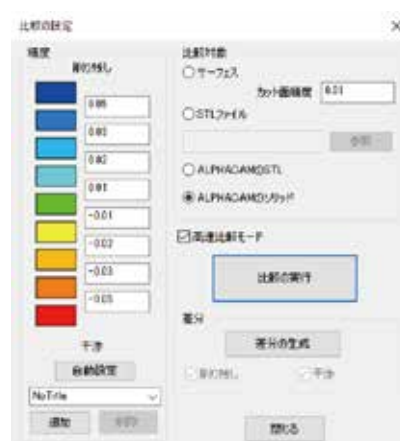 比較の設定
精度
削り残し
0.05
0.03
0.02
0.01
-0.01
-0.02
-0.03
-0.05
干渉
自動設定
NoTitle
追加
削除
比較対象
サーフェス
カット面精度 0.01
STLファイル
参照
ALPHACAMのSTL
ALPHACAMのソリッド
高速比較モード
比較の実行
差分
差分の生成
削り残し
干渉
閉じる